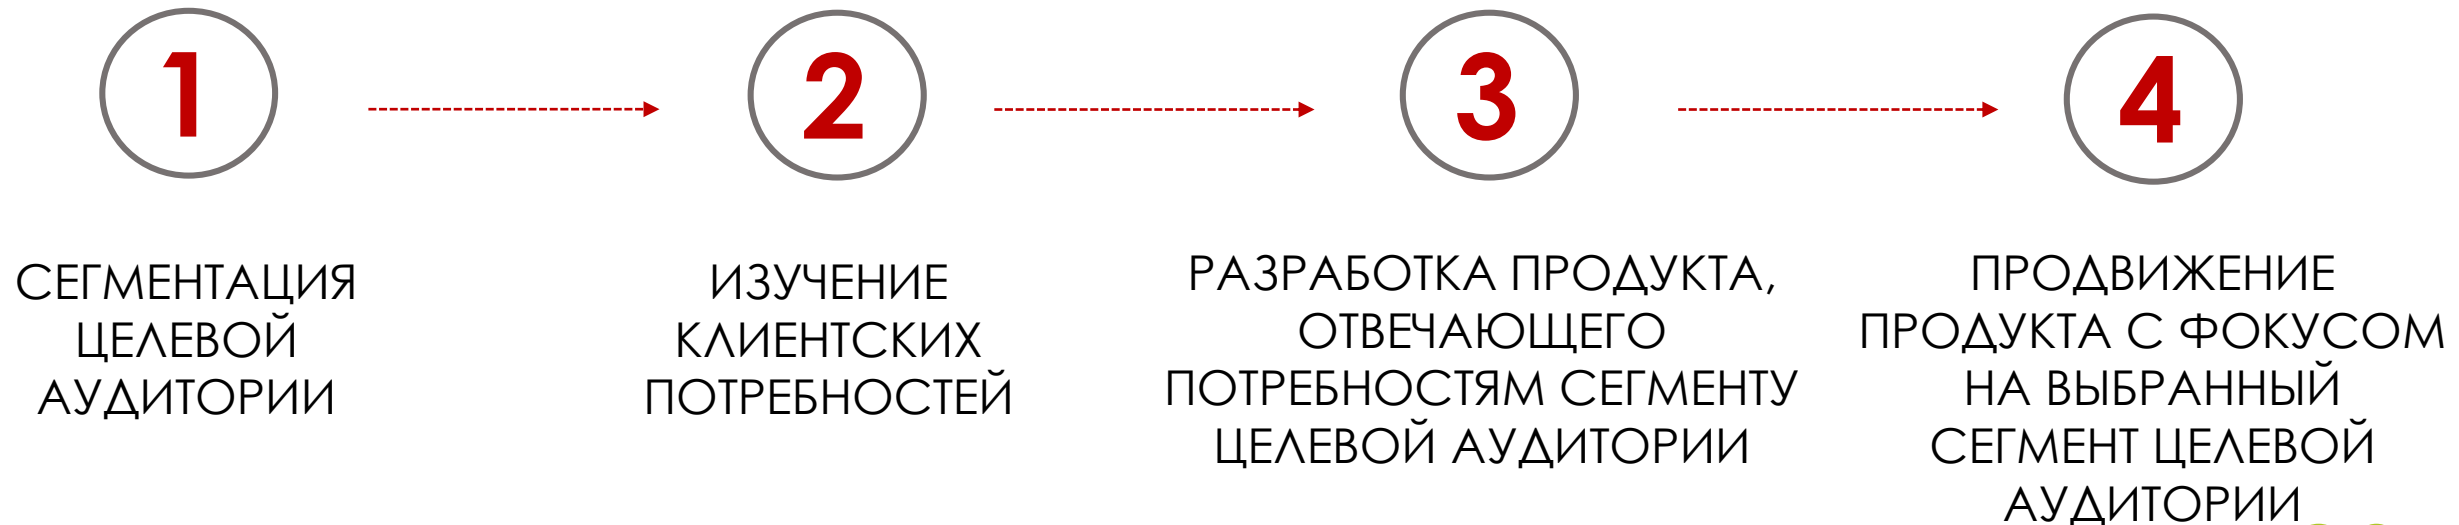 1
2
3
4
СЕГМЕНТАЦИЯ
ЦЕЛЕВОЙ
АУДИТОРИИ
ИЗУЧЕНИЕ
КЛИЕНТСКИХ
ПОТРЕБНОСТЕЙ
РАЗРАБОТКА ПРОДУКТА,
ОТВЕЧАЮЩЕГО
ПОТРЕБНОСТЯМ СЕГМЕНТУ
ЦЕЛЕВОЙ АУДИТОРИИ
ПРОДВИЖЕНИЕ
ПРОДУКТА С ФОКУСОМ
НА ВЫБРАННЫЙ
СЕГМЕНТ ЦЕЛЕВОЙ
АУДИТОРИИ